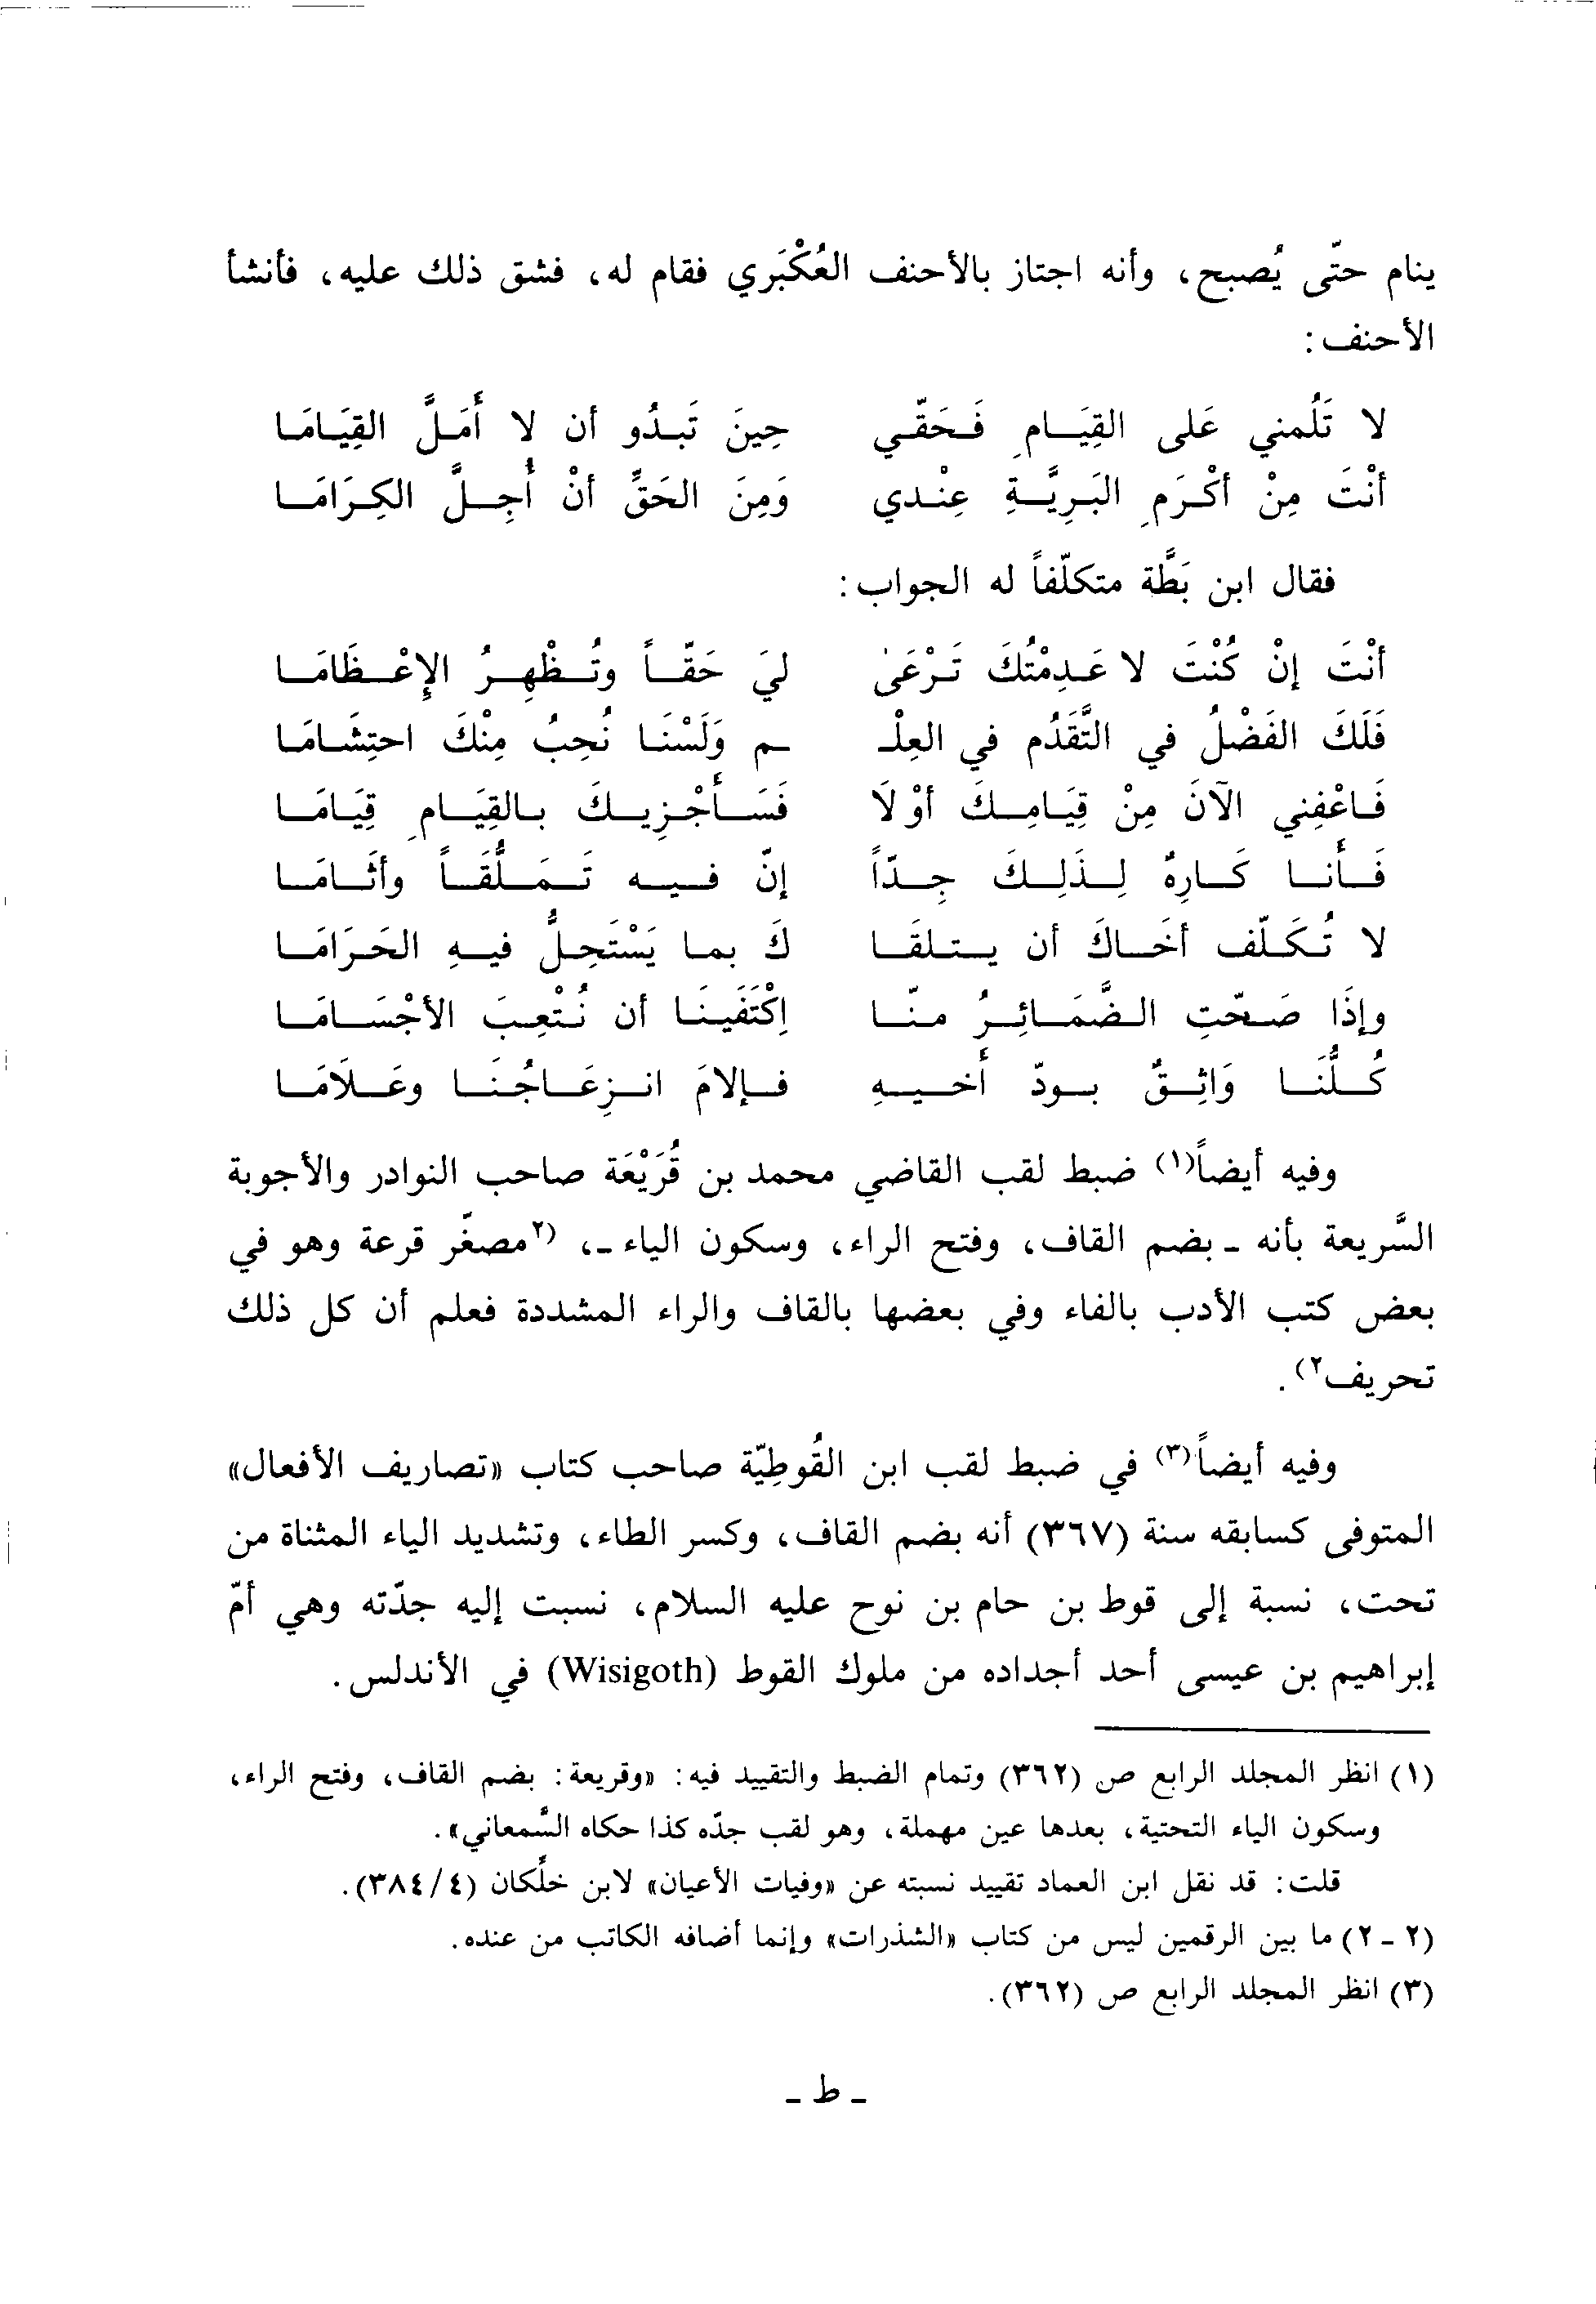 ينام حتّى يُصبح، وأنه اجتاز بالأحنف العُكْبَري فقام له، فشق ذلك عليه، فأنشأ
الأحنف:
لا تَلُمني عَلى القِيَامِ فَحَقّي حِينَ تَبدُو أن لا أَمَلَّ القِيَامَا
أنْتَ مِنْ أكْرَمِ البَرِيَّةِ عِنْدي وَمِنَ الحَقِّ أنْ أُجِلَّ الكِرَامَا
فقال ابن بَطَّة متكلّفاً له الجواب:
أنْتَ إنْ كُنْتَ لا عَدِمْتُكَ تَرْعَىٰ لِيَ حَقّاً وتُظْهِرُ الإِعْظَامَا
فَلَكَ الفَضْلُ في التَّقَدُم في العِلْـ ـم وَلَسْنَا نُحِبُ مِنْكَ احتِشَامَا
فَاعْفِني الآنَ مِنْ قِيَامِكَ أوْ لَا فَسَأَجْزِيكَ بالقِيَامِ قِيَامَا
فَأَنا كَارِهٌ لِذَلِكَ جِدّاً إنّ فيه تَمَلُّقَاً وأثَامَا
لا تُكَلّف أخَاكَ أن يتلقَا كَ بما يَسْتَحِلُّ فيهِ الحَرَامَا
وإذَا صَحّتِ الضَّمَائِرُ منّا اِكْتَفَينَا أن نُتْعِبَ الأجْسَامَا
كُلُّنَا وَاثِقٌ بودّ أَخيهِ فإلامَ انزِعَاجُنَا وعَلَامَا
وفيه أيضاً(١) ضبط لقب القاضي محمد بن قُرَيْعَة صاحب النوادر والأجوبة
السَّريعة بأنه ـ بضم القاف، وفتح الراء، وسكون الياء ـ، (٢مصغّر قرعة وهو في
بعض كتب الأدب بالفاء وفي بعضها بالقاف والراء المشددة فعلم أن كل ذلك
تحريف٢).
وفيه أيضاً(٣) في ضبط لقب ابن القُوطِيّة صاحب كتاب «تصاريف الأفعال»
المتوفى كسابقه سنة (٣٦٧) أنه بضم القاف، وكسر الطاء، وتشديد الياء المثناة من
تحت، نسبة إلى قوط بن حام بن نوح عليه السلام، نسبت إليه جدّته وهي أمّ
إبراهيم بن عيسى أحد أجداده من ملوك القوط (Wisigoth) في الأندلس.
(١) انظر المجلد الرابع ص (٣٦٢) وتمام الضبط والتقييد فيه: «وقريعة: بضم القاف، وفتح الراء،
وسكون الياء التحتية، بعدها عين مهملة، وهو لقب جدّه كذا حكاه السَّمعاني».
قلت: قد نقل ابن العماد تقييد نسبته عن «وفيات الأعيان» لابن خلِّكان (٣٨٤/٤).
(٢ ـ ٢) ما بين الرقمين ليس من كتاب «الشذرات» وإنما أضافه الكاتب من عنده.
(٣) انظر المجلد الرابع ص (٣٦٢).
ـ ط ـ